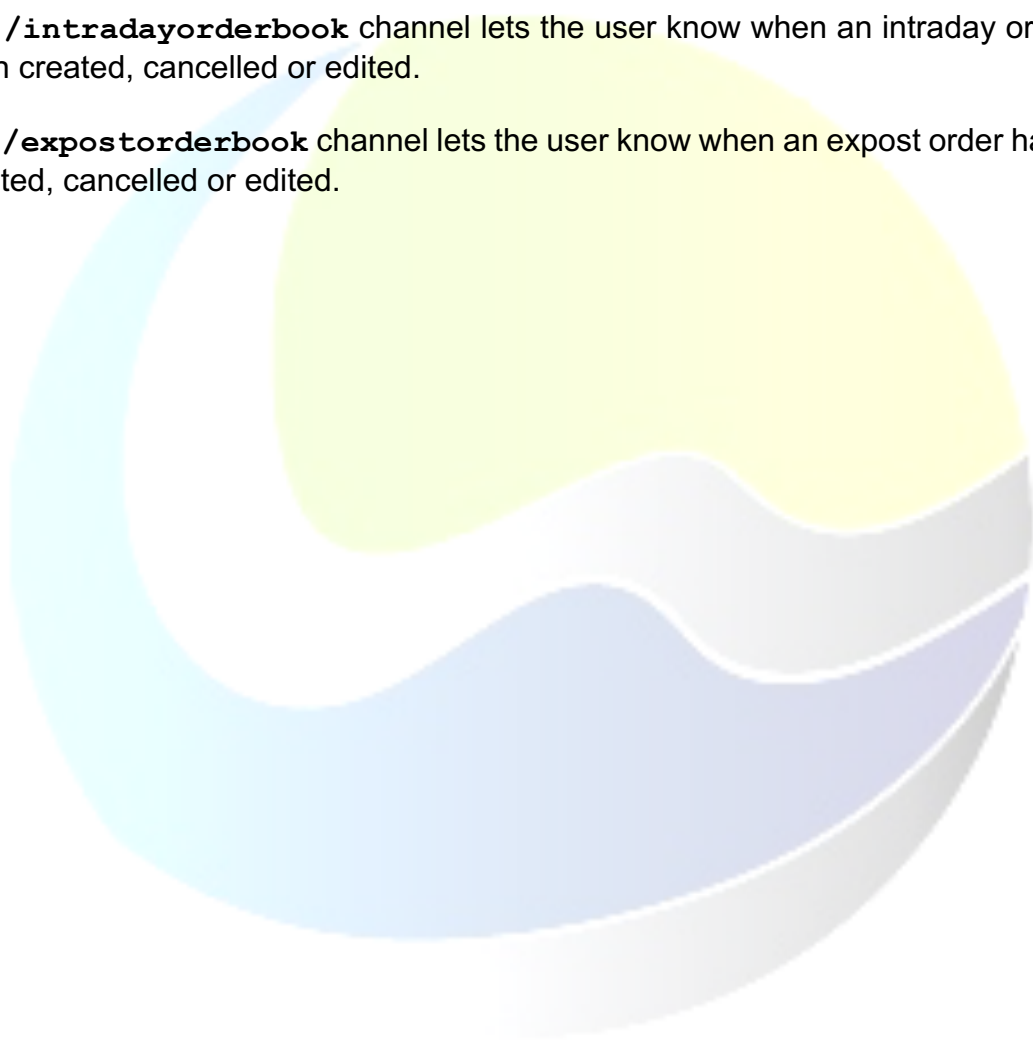 /intradayorderbook channel lets the user know when an intraday or
n created, cancelled or edited.
/expostorderbook channel lets the user know when an expost order ha
ted, cancelled or edited.